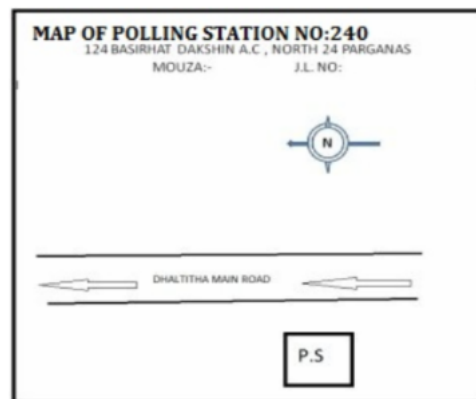 MAP OF POLLING STATION NO:240
124 BASIRHAT DAKSHIN A.C , NORTH 24 PARGANAS
MOUZA:- J.L. NO:
N
DHALTITHA MAIN ROAD
P.S